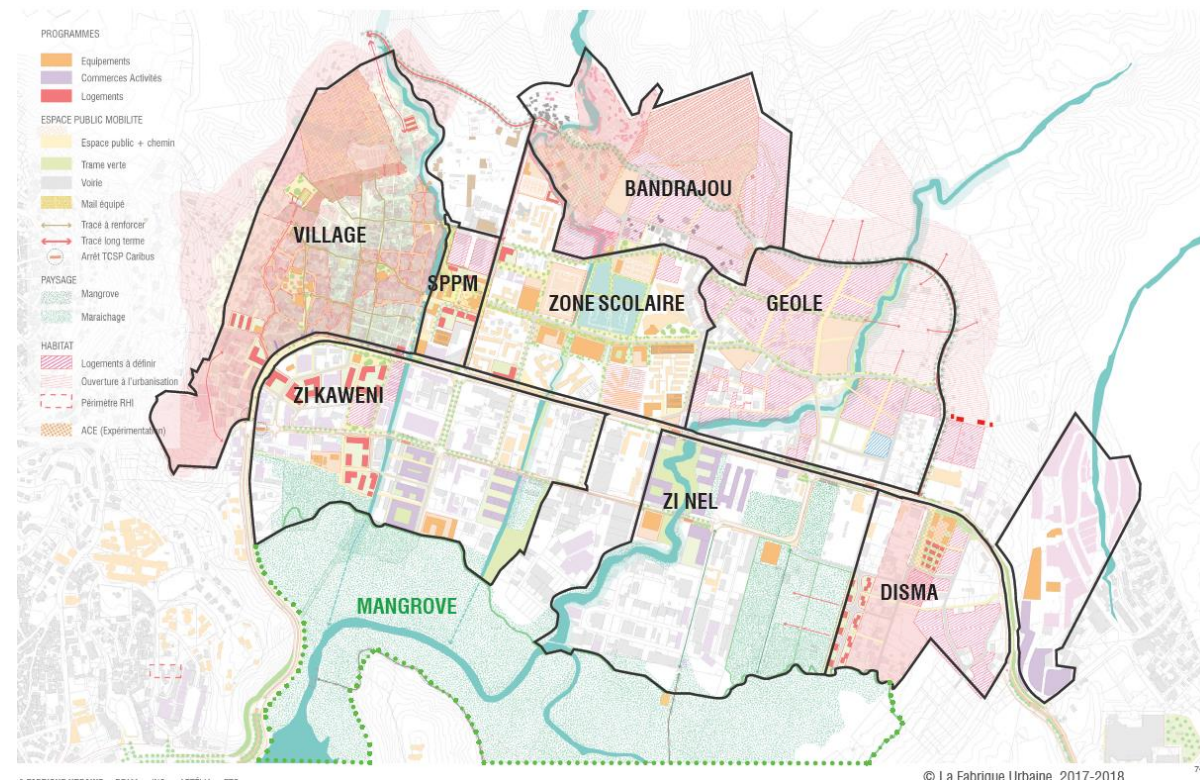 PROGRAMMES
Equipements
Commerces Activités
Logements
ESPACE PUBLIC MOBILITE
Espace public + chemin
Trame verte
Voirie
Mail équipé
Tracé à renforcer
Tracé long terme
Arrêt TCSP Caribus
PAYSAGE
Mangrove
Maraichage
HABITAT
Logements à définir
Ouverture à l'urbanisation
Périmètre RHI
ACE (Expérimentation)
BANDRAJOU
VILLAGE
SPPM
ZONE SCOLAIRE
GEOLE
ZI KAWENI
ZI NEL
DISMA
MANGROVE
7
© La Fabrique Urbaine 2017-2018